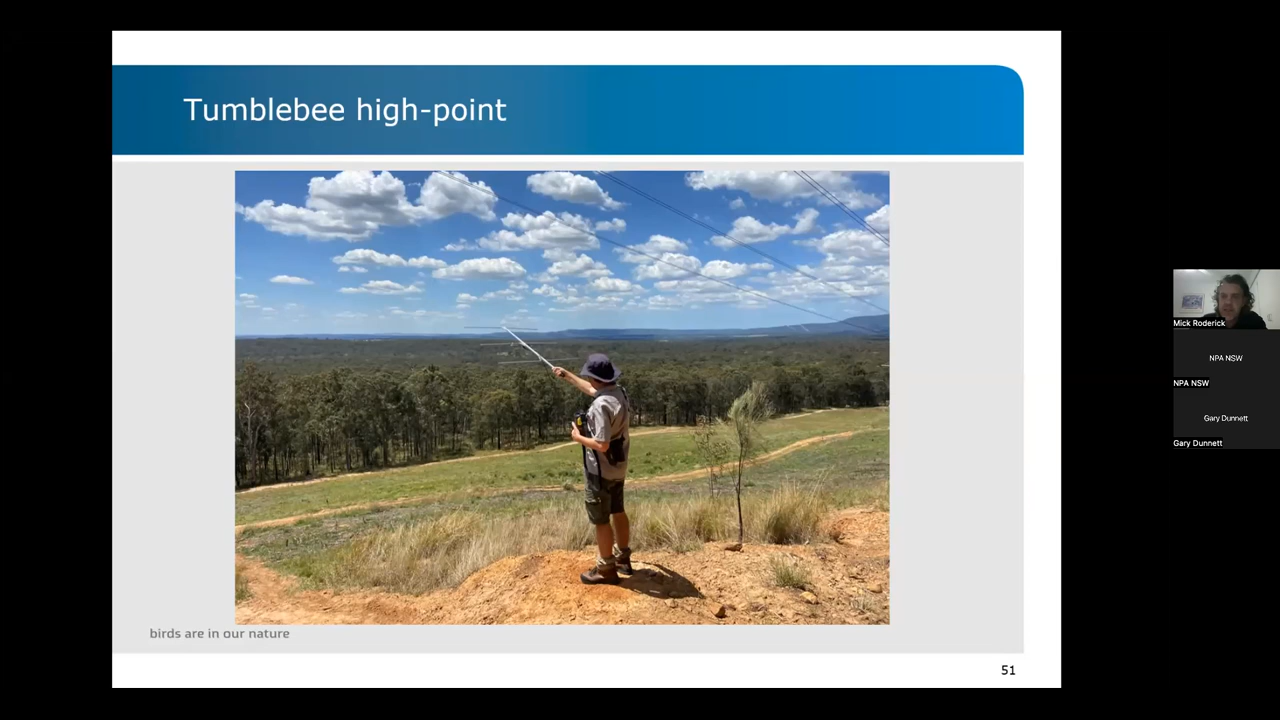 Tumblebee high-point
birds are in our nature
51
Mick Roderick
NPA NSW
NPA NSW
Gary Dunnett
Gary Dunnett